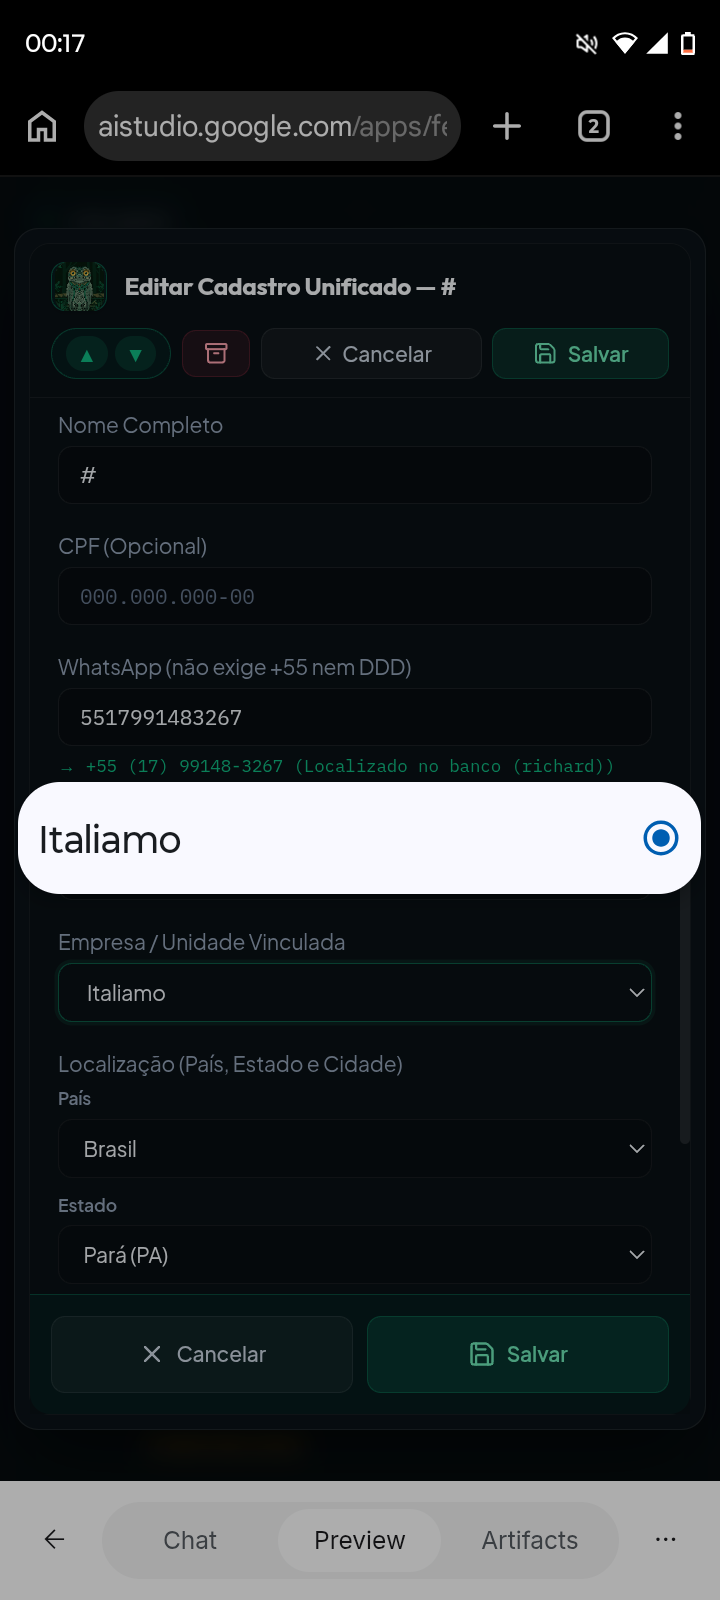 00:17
aistudio.google.com/apps/fe
2
Editar Cadastro Unificado — #
Cancelar
Salvar
Nome Completo
#
CPF (Opcional)
000.000.000-00
WhatsApp (não exige +55 nem DDD)
5517991483267
→ +55 (17) 99148-3267 (Localizado no banco (richard))
Italiamo
Empresa / Unidade Vinculada
Italiamo
Localização (País, Estado e Cidade)
País
Brasil
Estado
Pará (PA)
Cancelar
Salvar
Chat
Preview
Artifacts